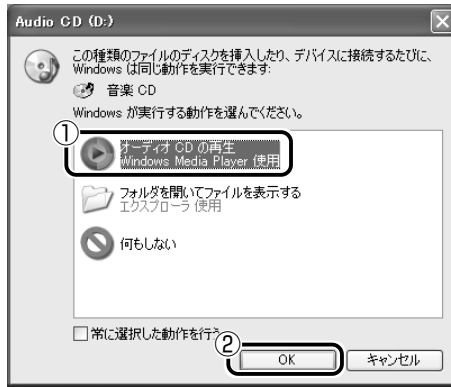 Audio CD (D:)
この種類のファイルのディスクを挿入したり、デバイスに接続するたびに、
Windows は同じ動作を実行できます:
音楽 CD
Windows が実行する動作を選んでください。
①
オーディオ CD の再生
Windows Media Player 使用
フォルダを開いてファイルを表示する
エクスプローラ 使用
何もしない
常に選択した動作を行う
②
OK
キャンセル